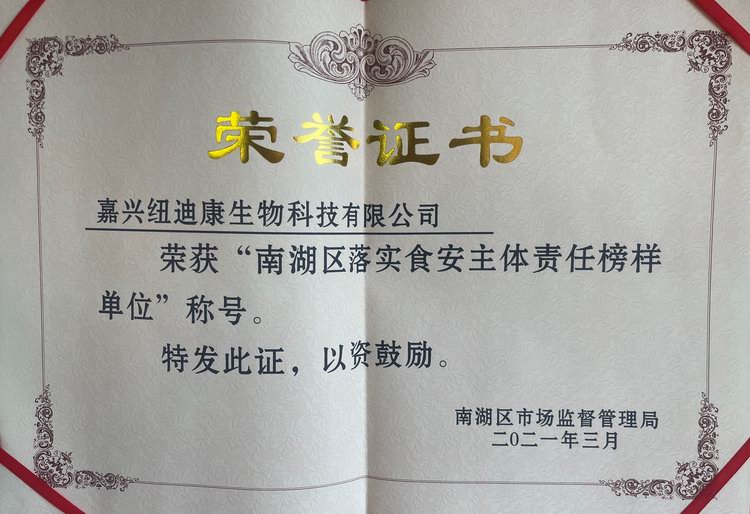 荣誉证书
嘉兴纽迪康生物科技有限公司
荣获“南湖区落实食安主体责任榜样
单位”称号。
特发此证，以资鼓励。
南湖区市场监督管理局
二〇二一年三月